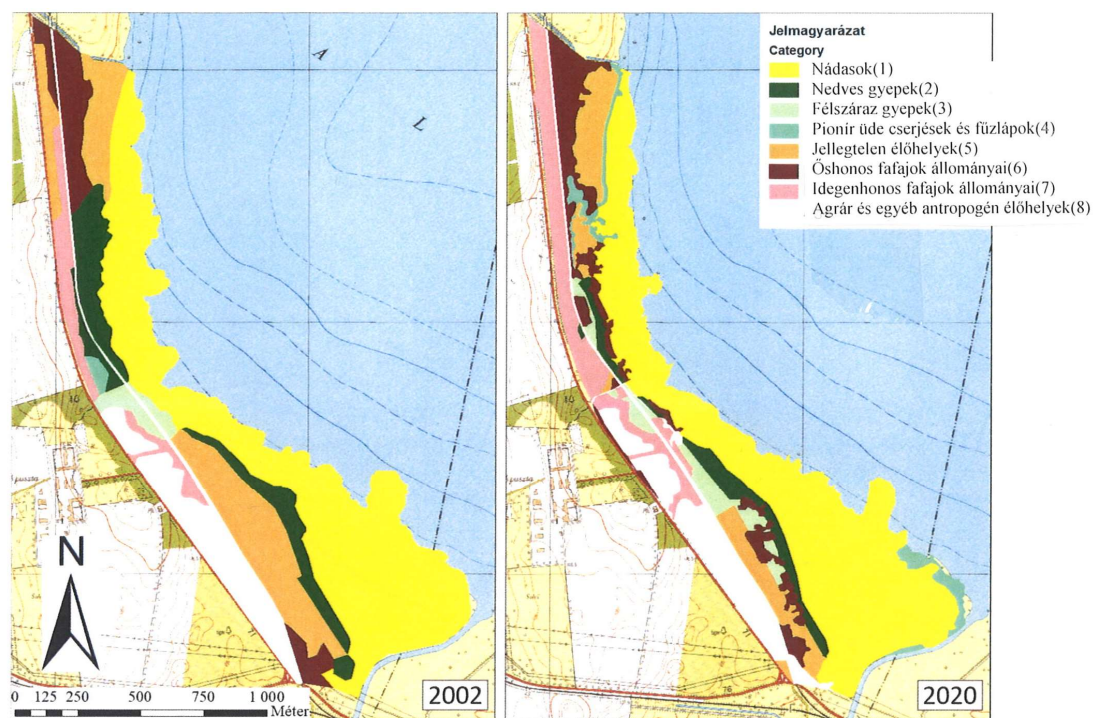 A
L
N
0 125 250 500 750 1 000
Méter
2002
Jelmagyarázat
Category
Nádasok(1)
Nedves gyepek(2)
Félszáraz gyepek(3)
Pionír üde cserjések és fűzlápok(4)
Jellegtelen élőhelyek(5)
Őshonos fafajok állományai(6)
Idegenhonos fafajok állományai(7)
Agrár és egyéb antropogén élőhelyek(8)
2020